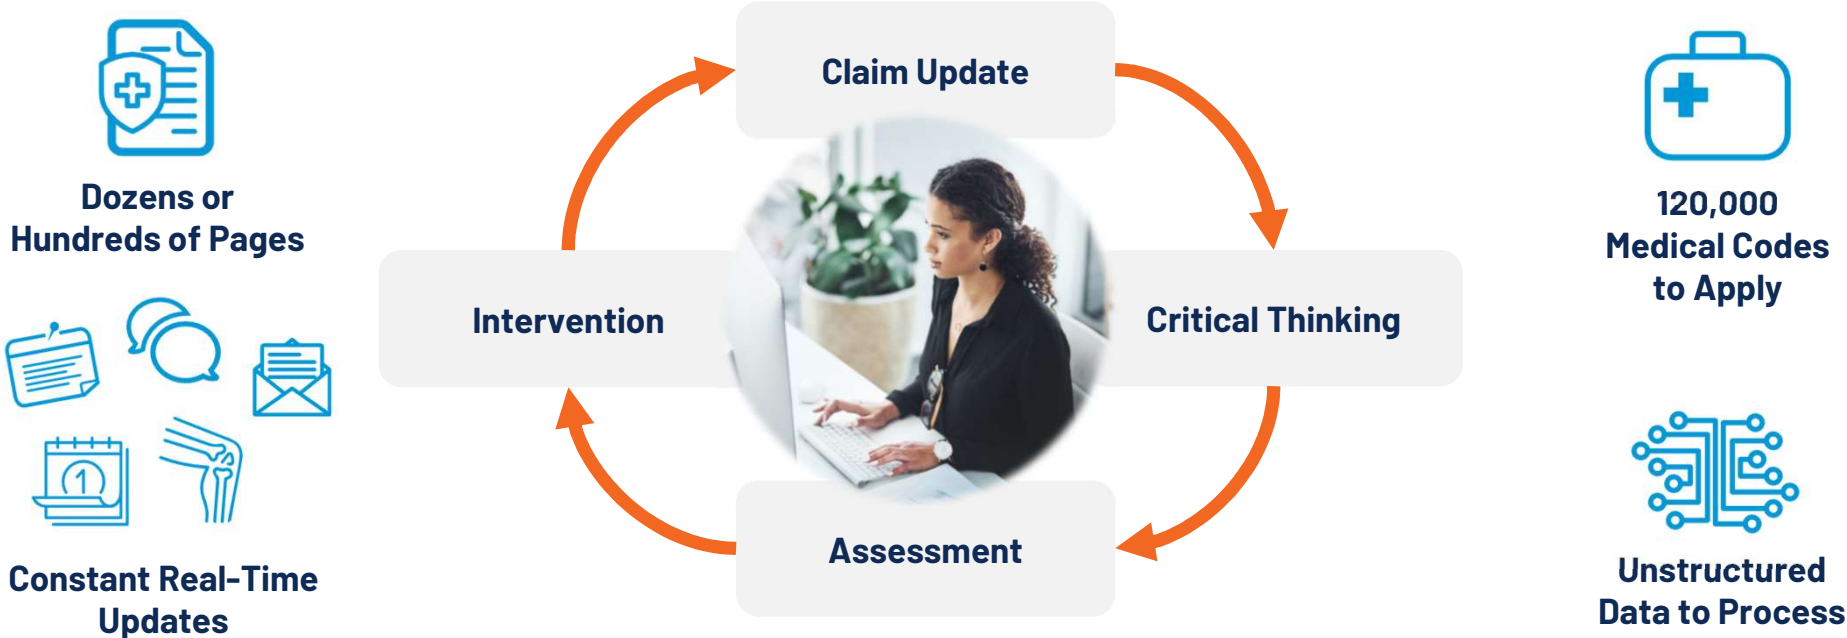 Dozens or
Hundreds of Pages
Constant Real-Time
Updates
Claim Update
Intervention
Critical Thinking
Assessment
120,000
Medical Codes
to Apply
Unstructured
Data to Process
1